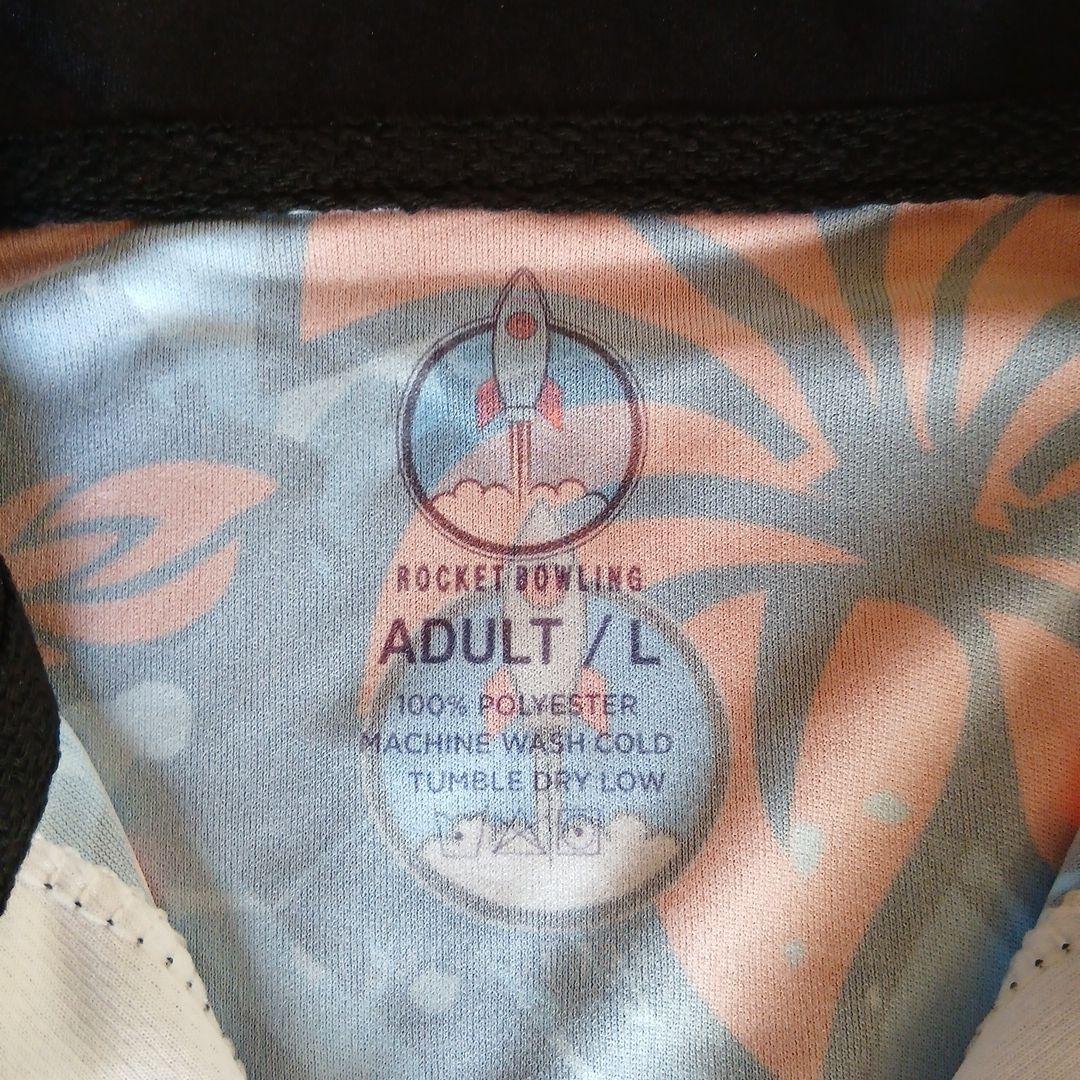 ROCKET BOWLING
ADULT / L
100% POLYESTER
MACHINE WASH COLD
TUMBLE DRY LOW